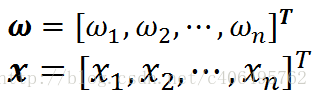 ω = [ω₁, ω₂, ⋯, ωₙ]ᵀ
x = [x₁, x₂, ⋯, xₙ]ᵀ